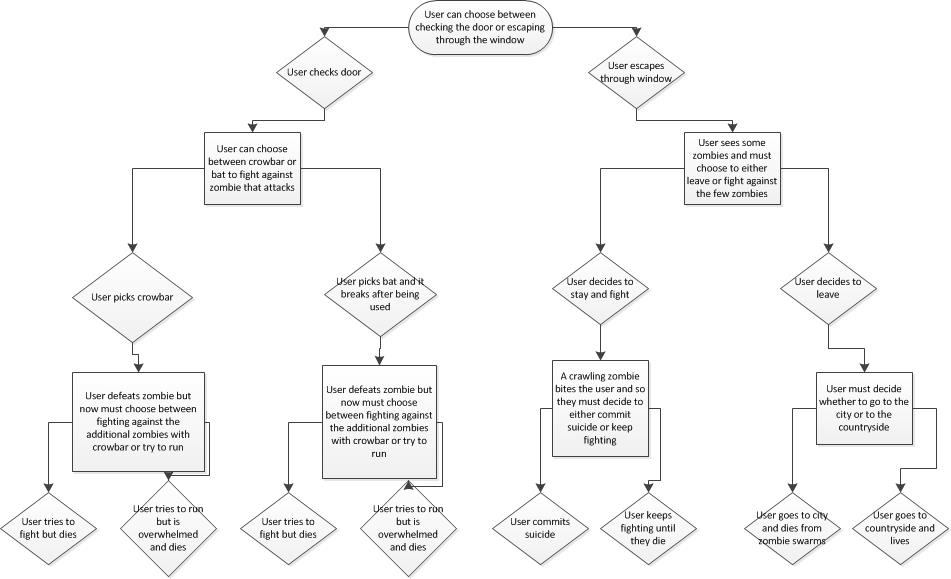 User can choose between
checking the door or escaping
through the window
User checks door
User escapes
through window
User can choose
between crowbar or
bat to fight against
zombie that attacks
User sees some
zombies and must
choose to either
leave or fight against
the few zombies
User picks crowbar
User picks bat and it
breaks after being
used
User decides to
stay and fight
User decides to
leave
User defeats zombie but
now must choose between
fighting against the
additional zombies with
crowbar or try to run
User defeats zombie but
now must choose
between fighting against
the additional zombies
with crowbar or try to
run
A crawling zombie
bites the user and so
they must decide to
either commit
suicide or keep
fighting
User must decide
whether to go to the
city or to the
countryside
User tries to
fight but dies
User tries to run
but is
overwhelmed
and dies
User tries to
fight but dies
User tries to run
but is
overwhelmed
and dies
User commits
suicide
User keeps
fighting until
they die
User goes to city
and dies from
zombie swarms
User goes to
countryside and
lives